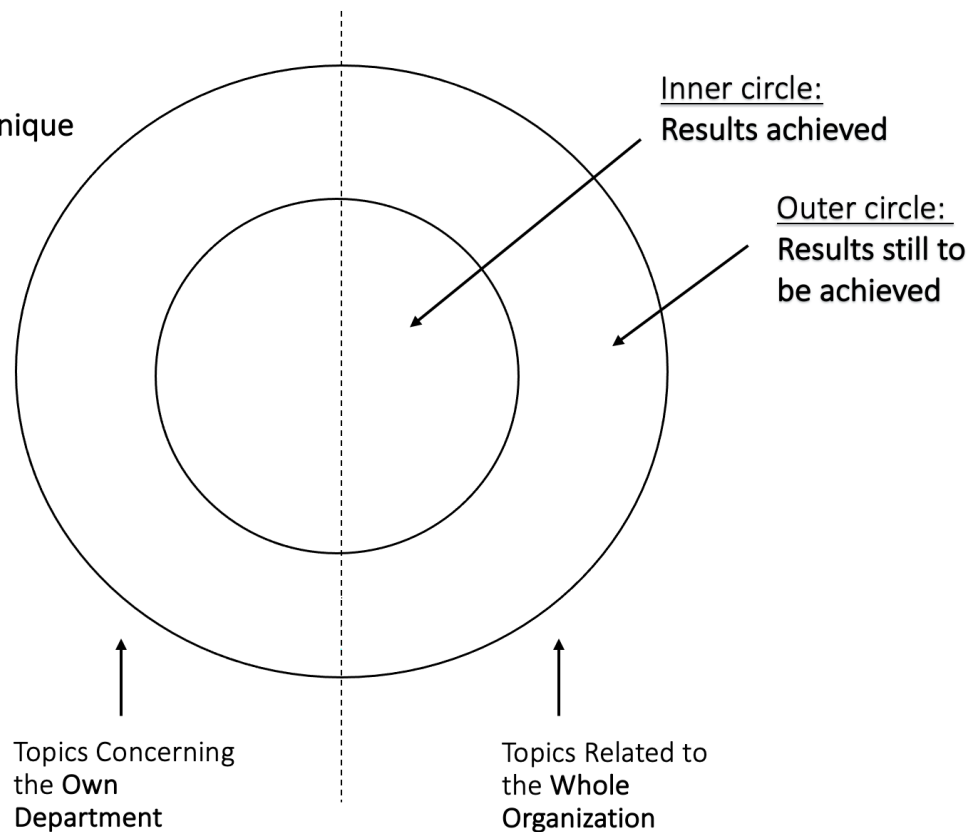 nique
Inner circle:
Results achieved
Outer circle:
Results still to
be achieved
Topics Concerning
the Own
Department
Topics Related to
the Whole
Organization